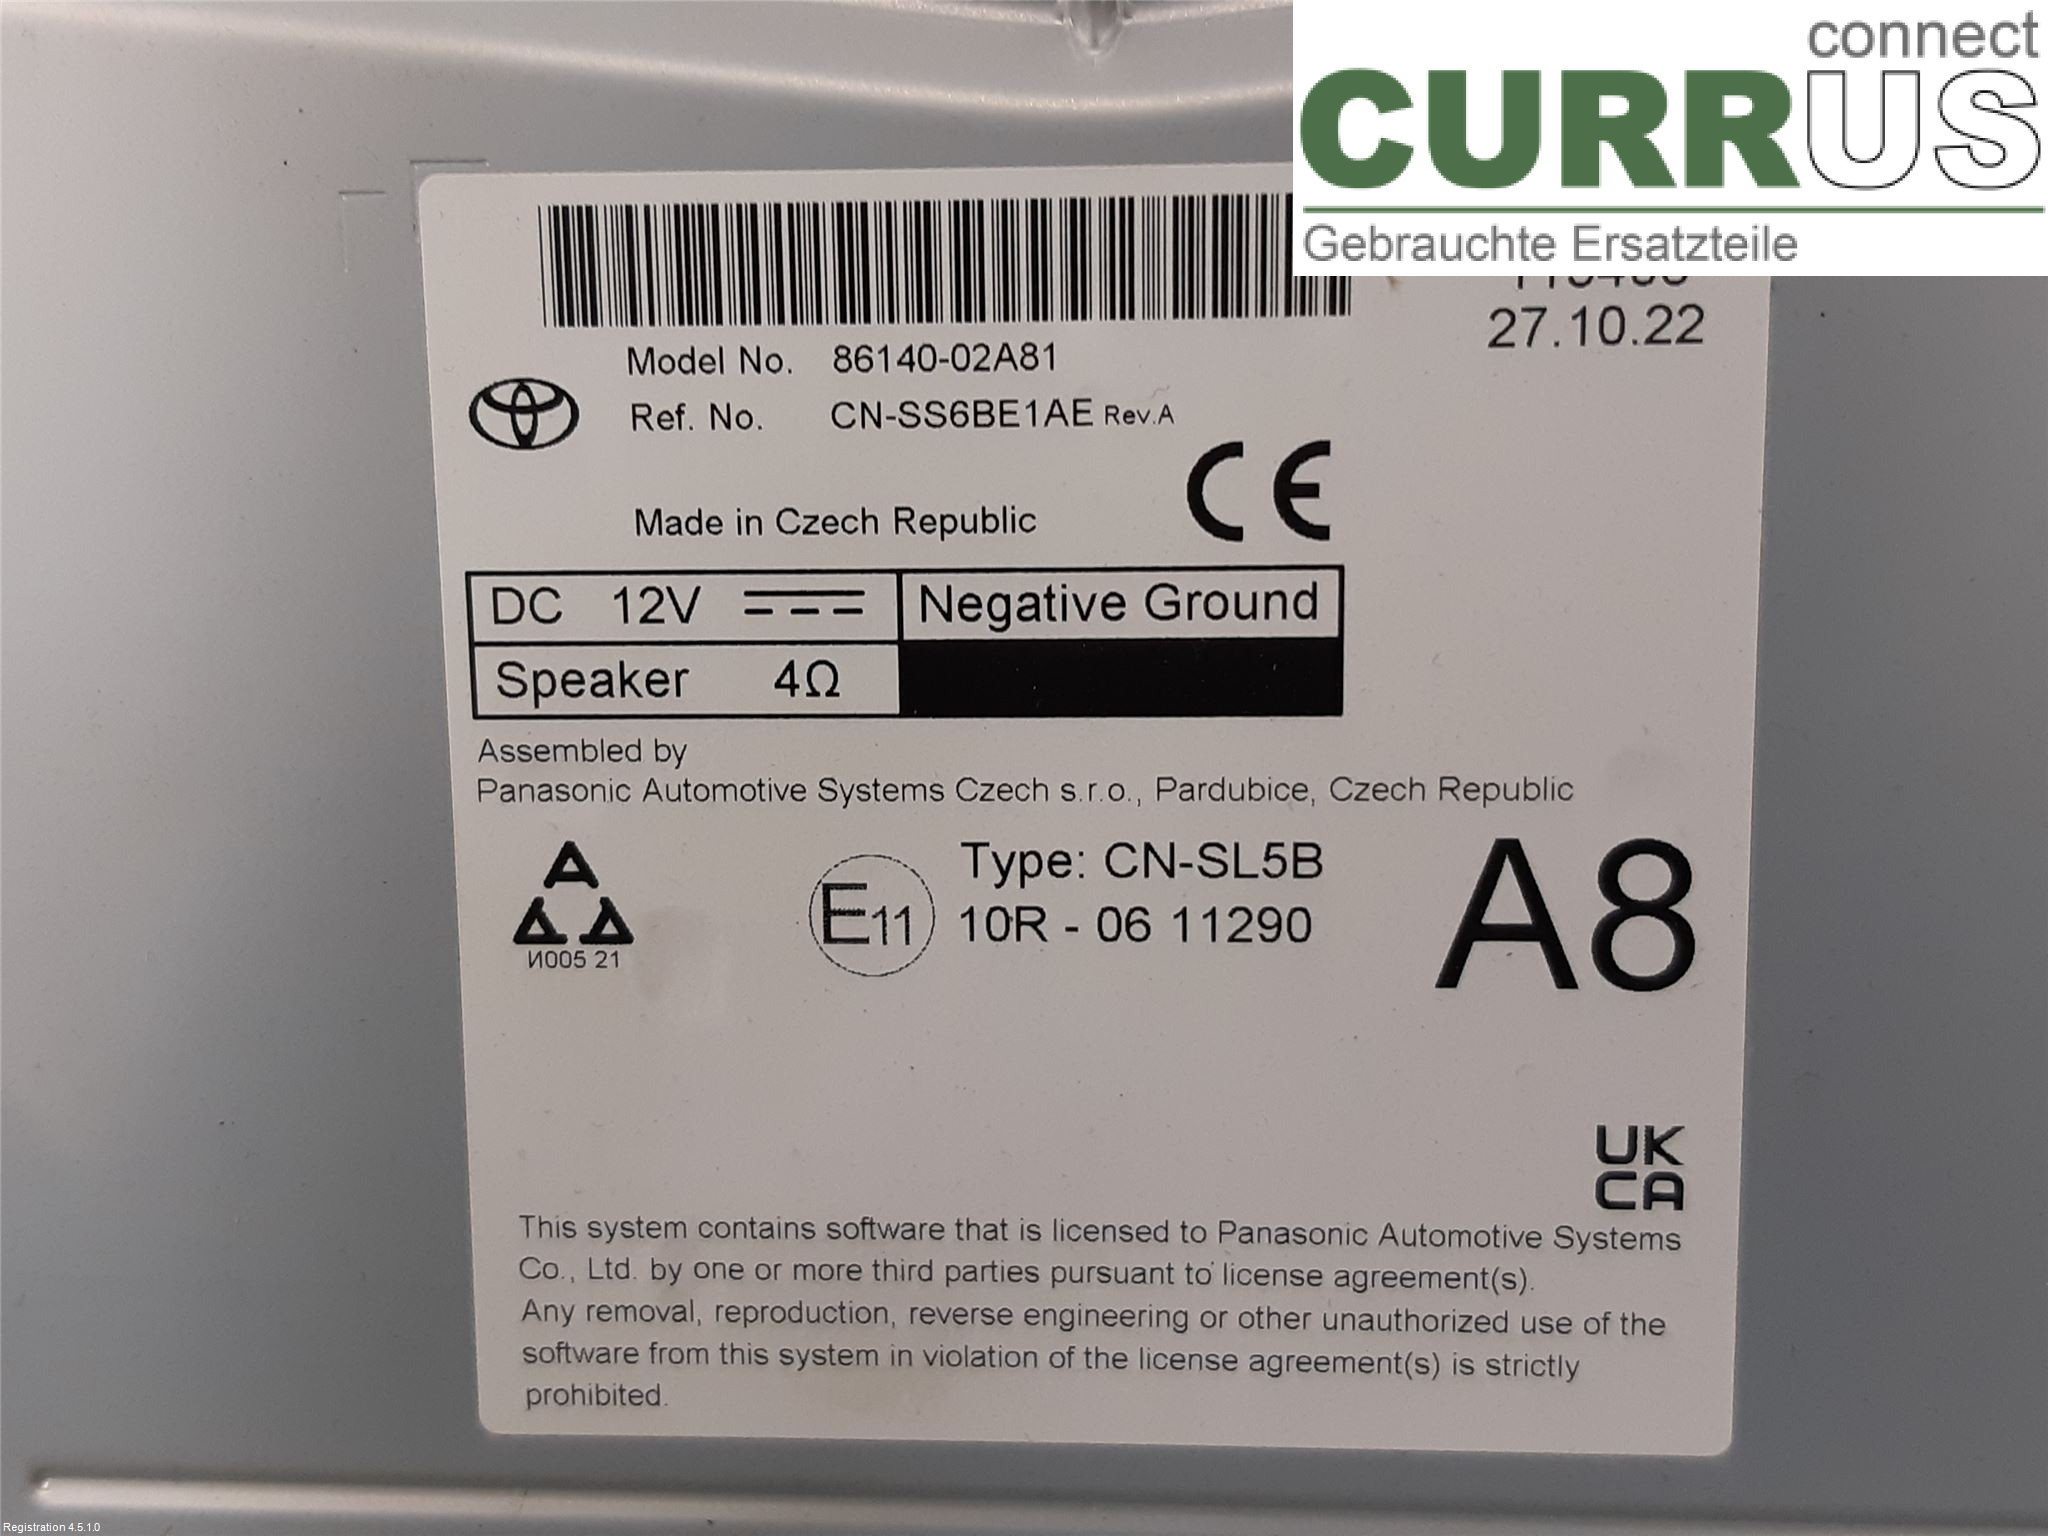 connect
CURRUS
Gebrauchte Ersatzteile
27.10.22
Model No. 86140-02A81
Ref. No. CN-SS6BE1AE Rev.A
CE
Made in Czech Republic
DC 12V Negative Ground
Speaker 4Ω
Assembled by
Panasonic Automotive Systems Czech s.r.o., Pardubice, Czech Republic
Type: CN-SL5B
E11 10R - 06 11290
A8
И005 21
UK
CA
This system contains software that is licensed to Panasonic Automotive Systems
Co., Ltd. by one or more third parties pursuant to license agreement(s).
Any removal, reproduction, reverse engineering or other unauthorized use of the
software from this system in violation of the license agreement(s) is strictly
prohibited.
Registration 4.5.1.0